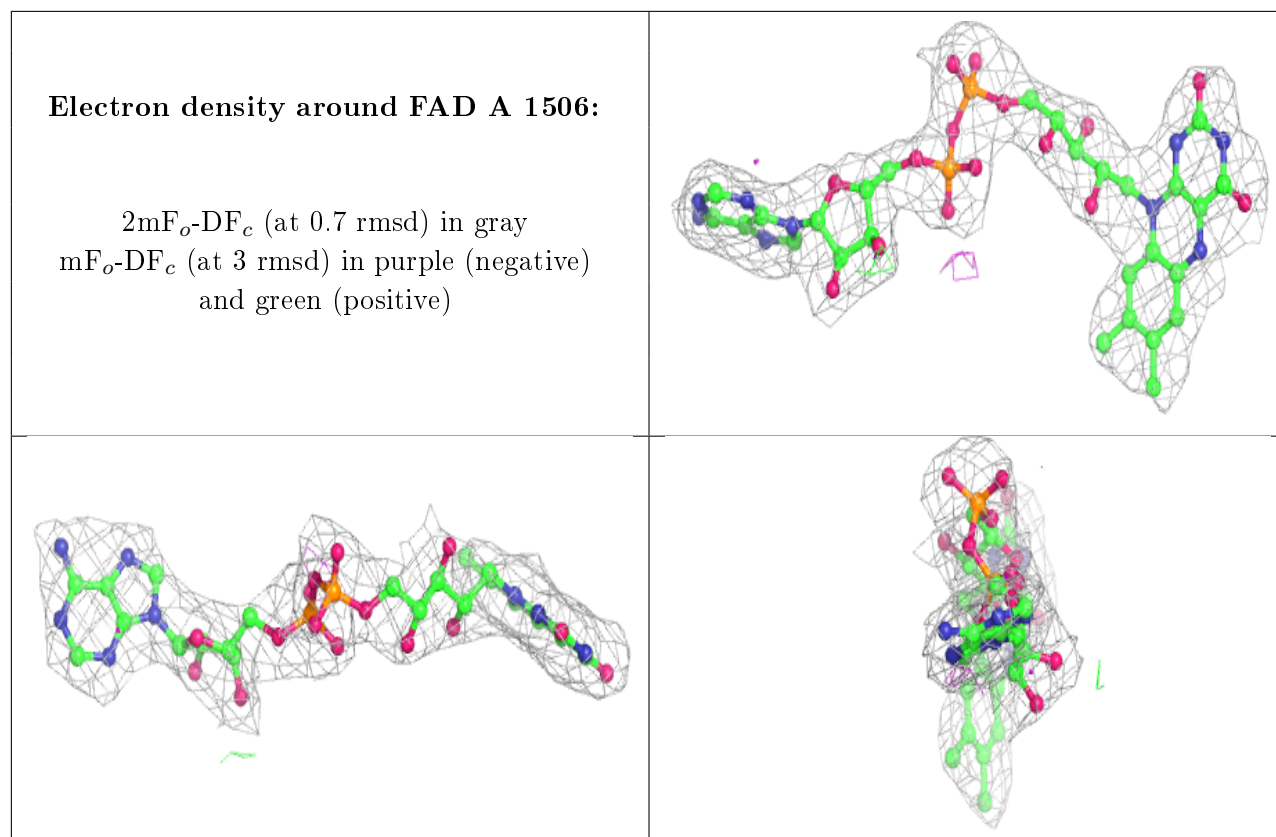 Electron density around FAD A 1506:
2mFo-DFc (at 0.7 rmsd) in gray
mFo-DFc (at 3 rmsd) in purple (negative)
and green (positive)